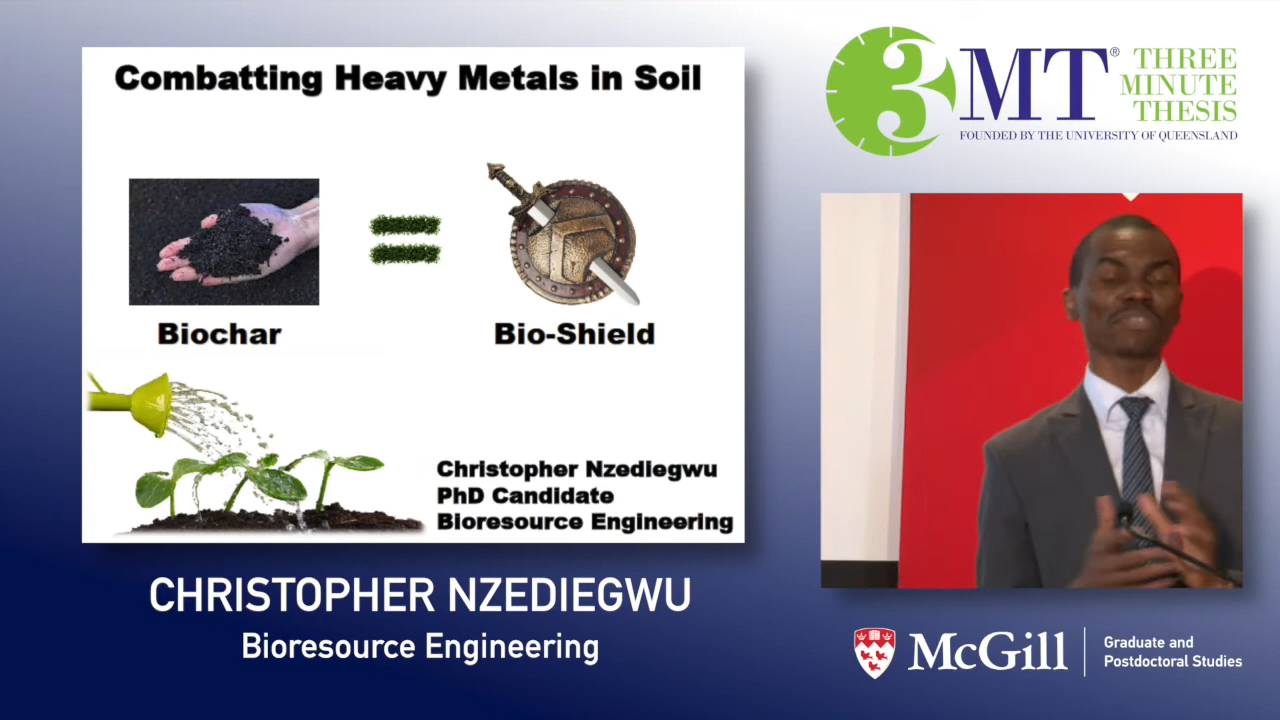 Combatting Heavy Metals in Soil
Biochar
Bio-Shield
Christopher Nzediegwu
PhD Candidate
Bioresource Engineering
CHRISTOPHER NZEDIEGWU
Bioresource Engineering
3MT® THREE
MINUTE
THESIS
FOUNDED BY THE UNIVERSITY OF QUEENSLAND
McGill
Graduate and
Postdoctoral Studies